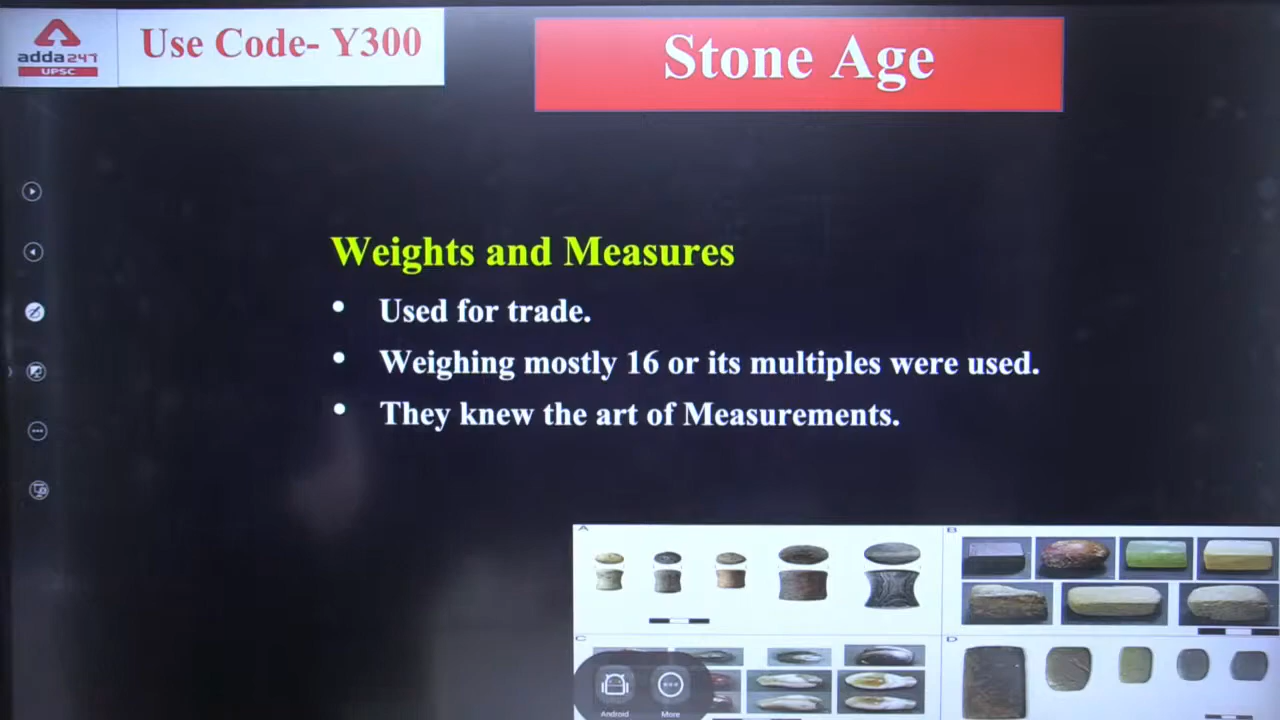 adda247
UPSC
Use Code- Y300
Stone Age
Weights and Measures
• Used for trade.
• Weighing mostly 16 or its multiples were used.
• They knew the art of Measurements.
A
B
C
D
Android
More